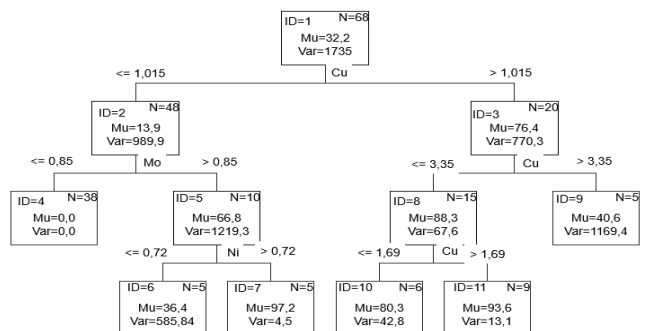 ID=1 N=68
Mu=32,2
Var=1735
<= 1,015 Cu > 1,015
ID=2 N=48
Mu=13,9
Var=989,9
ID=3 N=20
Mu=76,4
Var=770,3
<= 0,85 Mo > 0,85
<= 3,35 Cu > 3,35
ID=4 N=38
Mu=0,0
Var=0,0
ID=5 N=10
Mu=66,8
Var=1219,3
ID=8 N=15
Mu=88,3
Var=67,6
ID=9 N=5
Mu=40,6
Var=1169,4
<= 0,72 Ni > 0,72
<= 1,69 Cu > 1,69
ID=6 N=5
Mu=36,4
Var=585,84
ID=7 N=5
Mu=97,2
Var=4,5
ID=10 N=6
Mu=80,3
Var=42,8
ID=11 N=9
Mu=93,6
Var=13,1